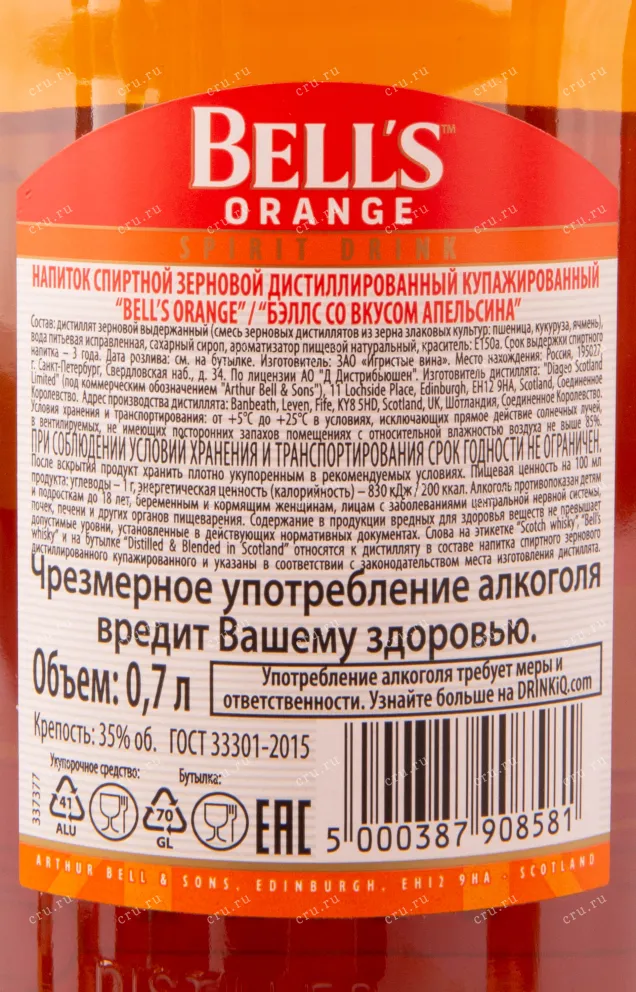 BELL'S™
ORANGE
SPIRIT DRINK
НАПИТОК СПИРТНОЙ ЗЕРНОВОЙ ДИСТИЛЛИРОВАННЫЙ КУПАЖИРОВАННЫЙ
"BELL'S ORANGE" / "БЭЛЛС СО ВКУСОМ АПЕЛЬСИНА"
Состав: дистиллят зерновой выдержанный (смесь зерновых дистиллятов из зерна злаковых культур: пшеница, кукуруза, ячмень),
вода питьевая исправленная, сахарный сироп, ароматизатор пищевой натуральный, краситель: Е150а. Срок выдержки спиртного
напитка – 3 года. Дата розлива: см. на бутылке. Изготовитель: ЗАО «Игристые вина». Место нахождения: Россия, 195027,
г. Санкт-Петербург, Свердловская наб., д. 34. По лицензии АО "Д Дистрибьюшен". Изготовитель дистиллята: "Diageo Scotland
Limited" (под коммерческим обозначением "Arthur Bell & Sons"), 11 Lochside Place, Edinburgh, EH12 9HA, Scotland, Соединенное
Королевство. Адрес производства дистиллята: Banbeath, Leven, Fife, KY8 5HD, Scotland, UK, Шотландия, Соединенное Королевство.
Условия хранения и транспортирования: от +5°С до +25°С в условиях, исключающих прямое действие солнечных лучей,
в вентилируемых, не имеющих посторонних запахов помещениях с относительной влажностью воздуха не выше 85%.
ПРИ СОБЛЮДЕНИИ УСЛОВИЙ ХРАНЕНИЯ И ТРАНСПОРТИРОВАНИЯ СРОК ГОДНОСТИ НЕ ОГРАНИЧЕН.
После вскрытия продукт хранить плотно укупоренным в рекомендуемых условиях. Пищевая ценность на 100 мл
продукта: углеводы – 1 г, энергетическая ценность (калорийность) – 830 кДж / 200 ккал. Алкоголь противопоказан детям
и подросткам до 18 лет, беременным и кормящим женщинам, лицам с заболеваниями центральной нервной системы,
почек, печени и других органов пищеварения. Содержание в продукции вредных для здоровья веществ не превышает
допустимые уровни, установленные в действующих нормативных документах. Слова на этикетке "Scotch whisky", "Bell's
whisky" и на бутылке "Distilled & Blended in Scotland" относятся к дистилляту в составе напитка спиртного зернового
дистиллированного купажированного и указаны в соответствии с законодательством места изготовления дистиллята.
Чрезмерное употребление алкоголя
вредит Вашему здоровью.
Объем: 0,7 л
Употребление алкоголя требует меры и
ответственности. Узнайте больше на DRINKiQ.com
Крепость: 35% об. ГОСТ 33301-2015
Укупорочное средство: Бутылка:
337377
41
ALU
70
GL
EAC
5 000387 908581
ARTHUR BELL & SONS, EDINBURGH, EH12 9HA - SCOTLAND
cru.ru